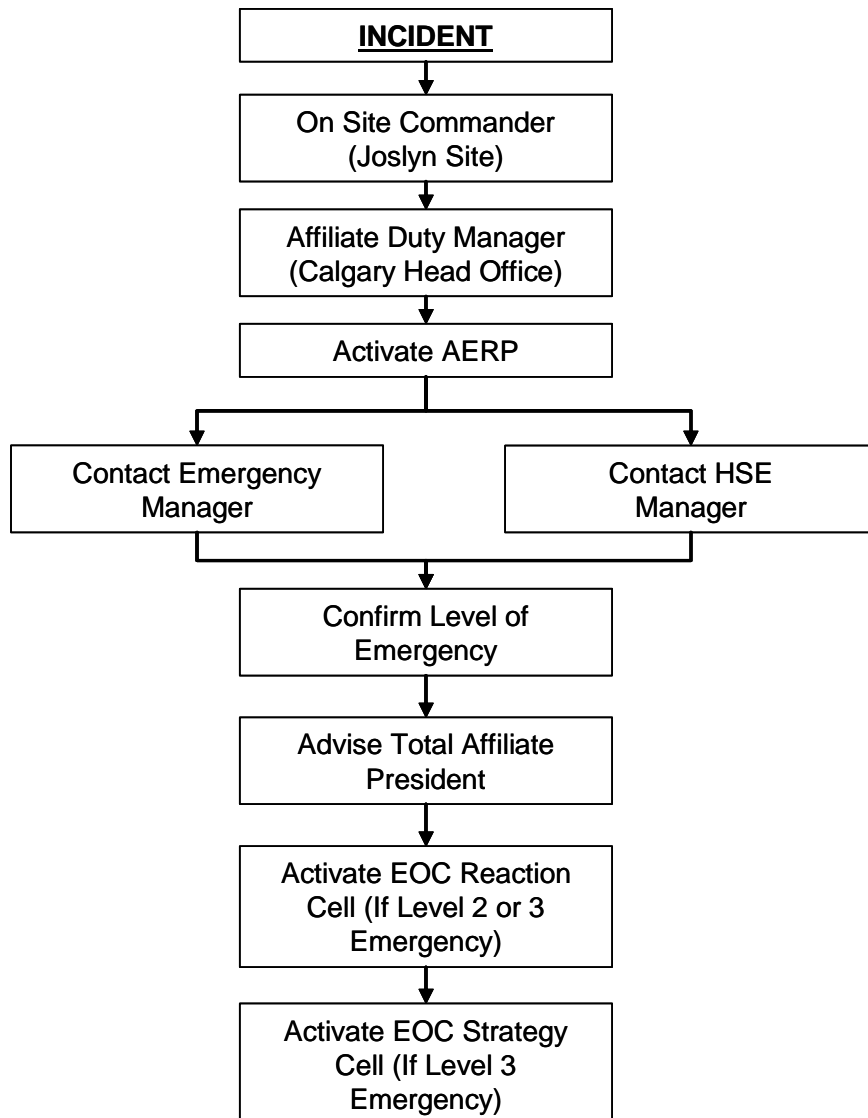 INCIDENT
On Site Commander
(Joslyn Site)
Affiliate Duty Manager
(Calgary Head Office)
Activate AERP
Contact Emergency
Manager
Contact HSE
Manager
Confirm Level of
Emergency
Advise Total Affiliate
President
Activate EOC Reaction
Cell (If Level 2 or 3
Emergency)
Activate EOC Strategy
Cell (If Level 3
Emergency)